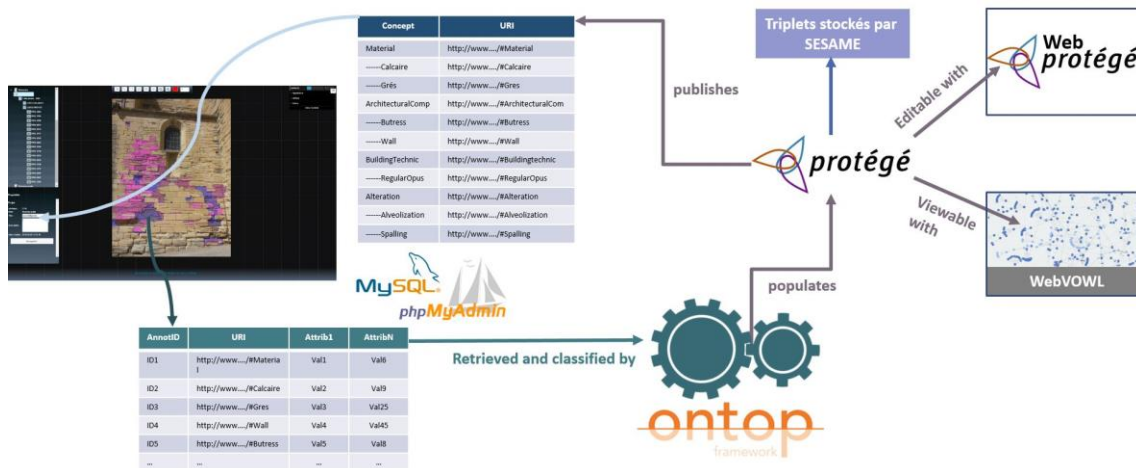 Concept URI
Material http://www..../#Material
------Calcaire http://www..../#Calcaire
------Grés http://www..../#Gres
ArchitecturalComp http://www..../#ArchitecturalCom
------Butress http://www..../#Butress
------Wall http://www..../#Wall
BuildingTechnic http://www..../#Buildingtechnic
------RegularOpus http://www..../#RegularOpus
Alteration http://www..../#Alteration
------Alveolization http://www..../#Alveolization
------Spalling http://www..../#Spalling
publishes
Triplets stockés par
SESAME
Editable with
Web
protégé
protégé
Viewable
with
WebVOWL
populates
MySQL®
phpMyAdmin
AnnotID URI Attrib1 AttribN
ID1 http://www..../#Materia
l
Val1 Val6
ID2 http://www..../#Calcaire Val2 Val9
ID3 http://www..../#Gres Val3 Val25
ID4 http://www..../#Wall Val4 Val45
ID5 http://www..../#Butress Val5 Val8
... ... ... ...
Retrieved and classified by
ontop
framework